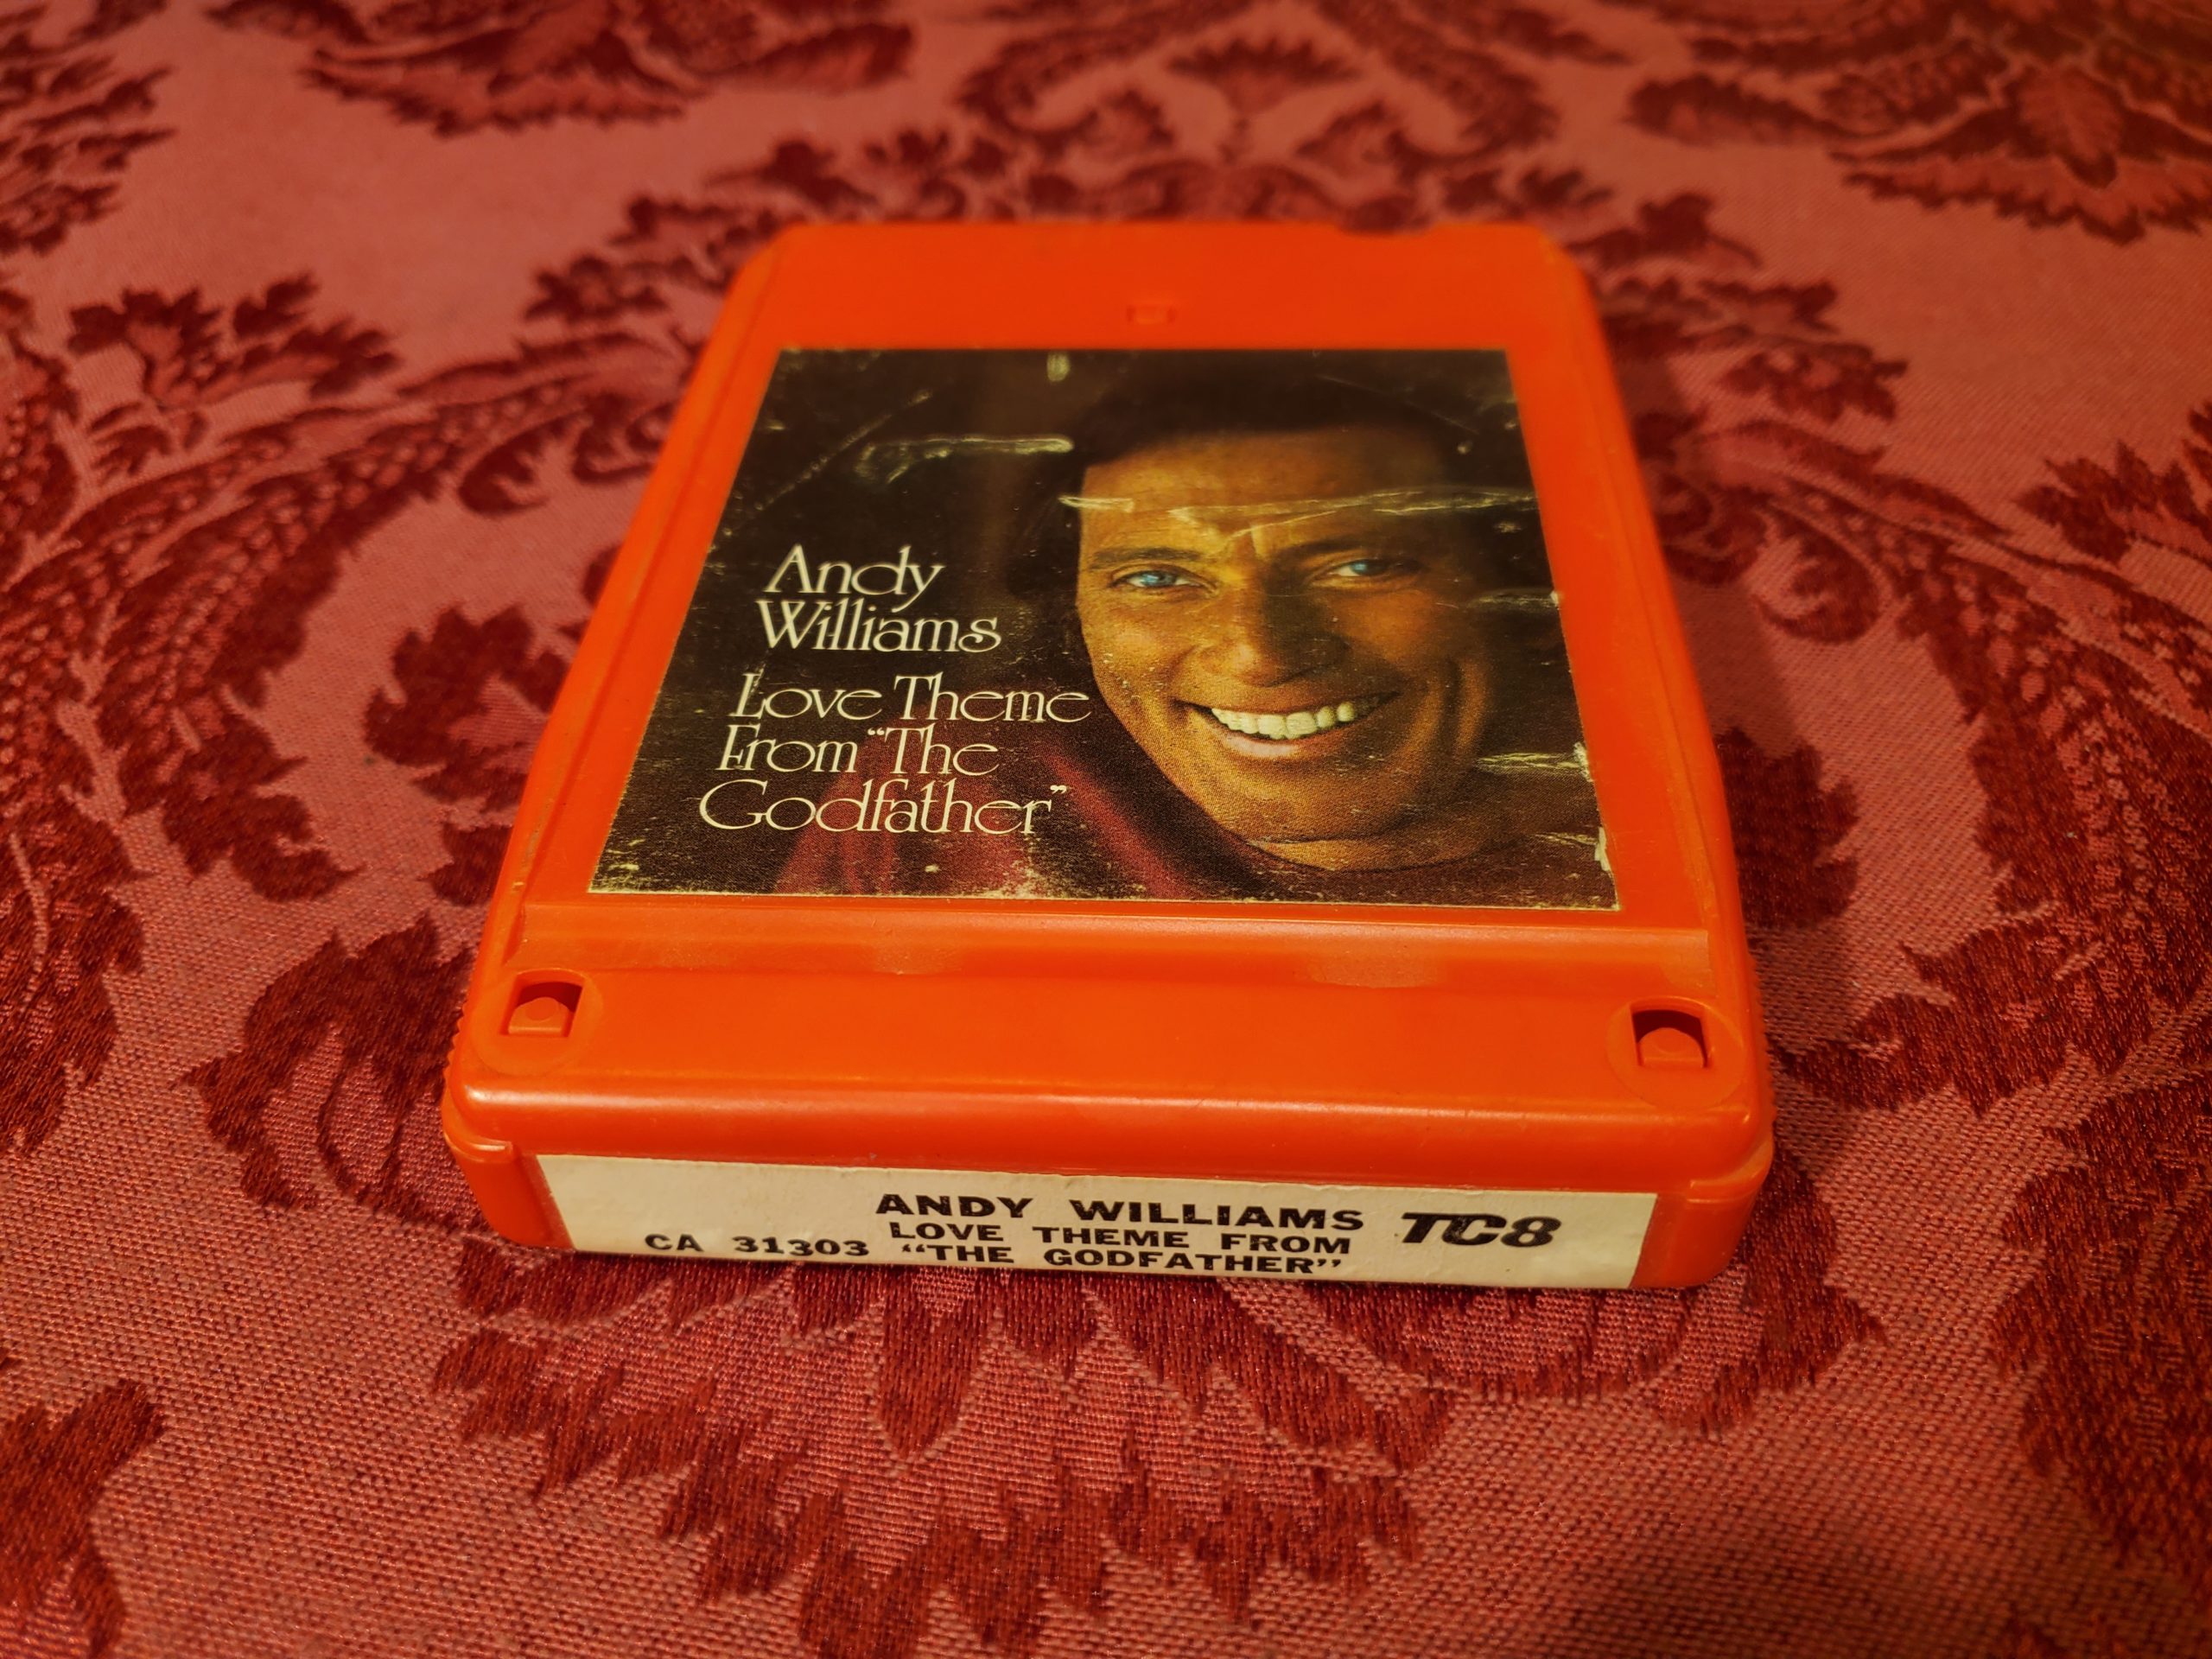 Andy
Williams
Love Theme
From “The
Godfather”
ANDY WILLIAMS TC8
LOVE THEME FROM
CA 31303 “THE GODFATHER”